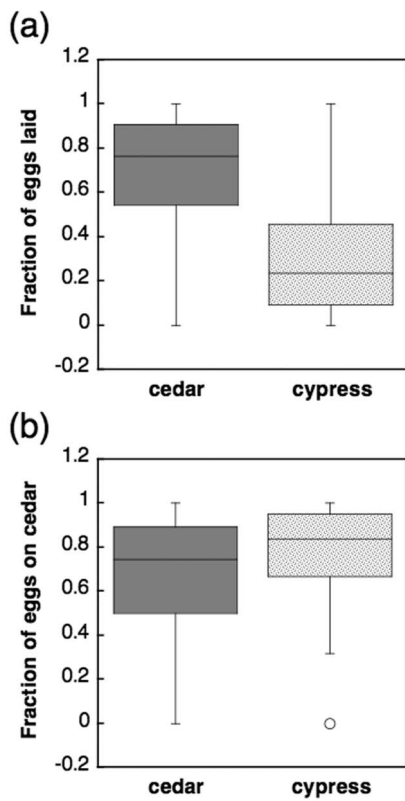 (a)
Fraction of eggs laid
1.2
1
0.8
0.6
0.4
0.2
0
-0.2
cedar cypress
(b)
Fraction of eggs on cedar
1.2
1
0.8
0.6
0.4
0.2
0
-0.2
cedar cypress